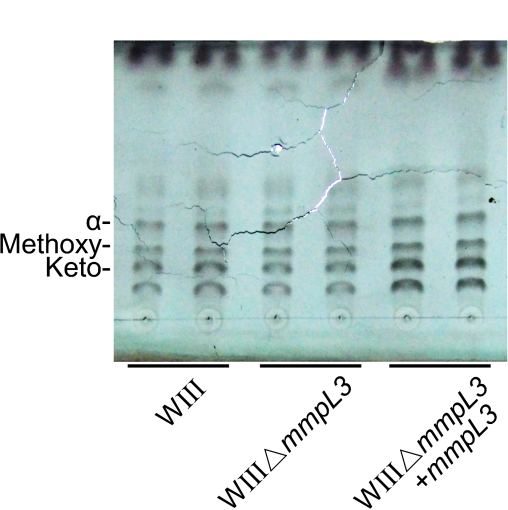 α-
Methoxy-
Keto-
WIII
WIII△mmpL3
WIII△mmpL3
+mmpL3